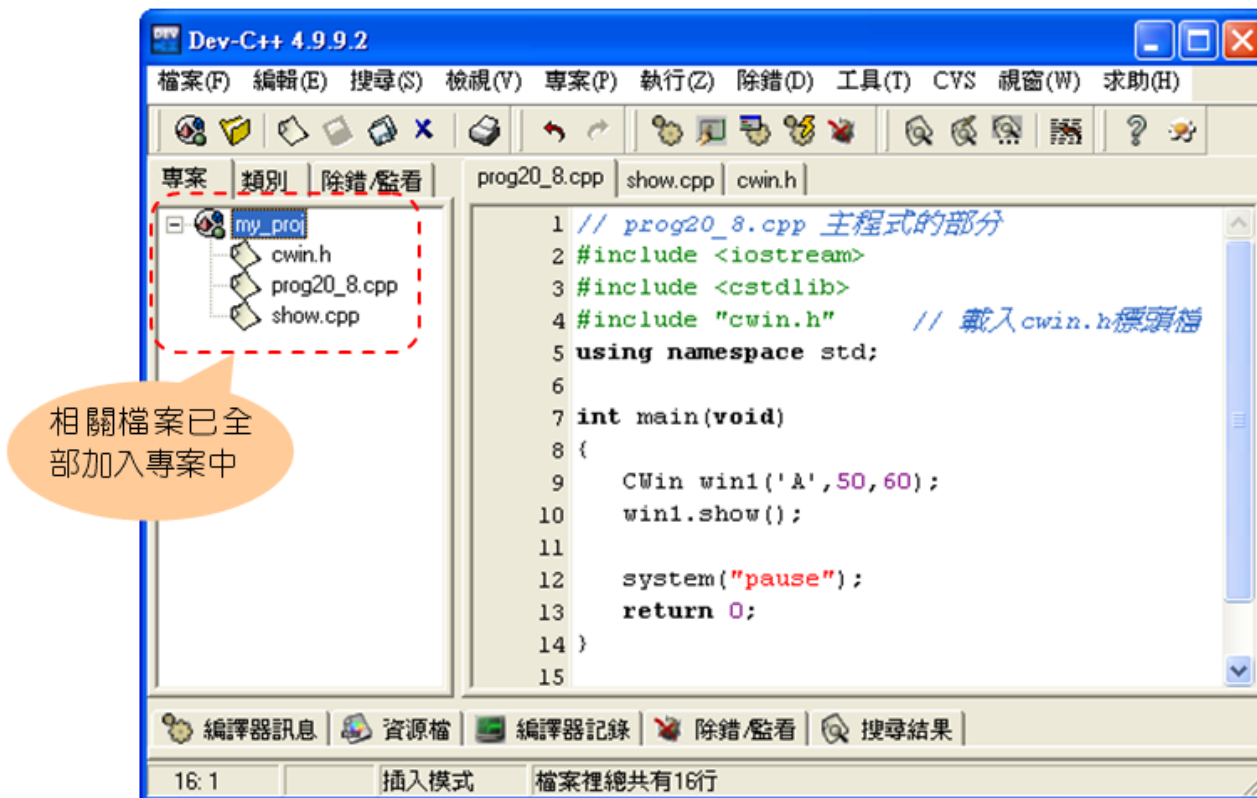 Dev-C++ 4.9.9.2
檔案(F) 編輯(E) 搜尋(S) 檢視(V) 專案(P) 執行(Z) 除錯(D) 工具(T) CVS 視窗(W) 求助(H)
專案 類別 除錯/監看
my_proj
cwin.h
prog20_8.cpp
show.cpp
相關檔案已全
部加入專案中
prog20_8.cpp show.cpp cwin.h
1 // prog20_8.cpp 主程式的部分
2 #include <iostream>
3 #include <cstdlib>
4 #include "cwin.h" // 載入cwin.h標頭檔
5 using namespace std;
6
7 int main(void)
8 {
9 CWin win1('A',50,60);
10 win1.show();
11
12 system("pause");
13 return 0;
14 }
15
編譯器訊息 資源檔 編譯器記錄 除錯/監看 搜尋結果
16: 1 插入模式 檔案裡總共有16行